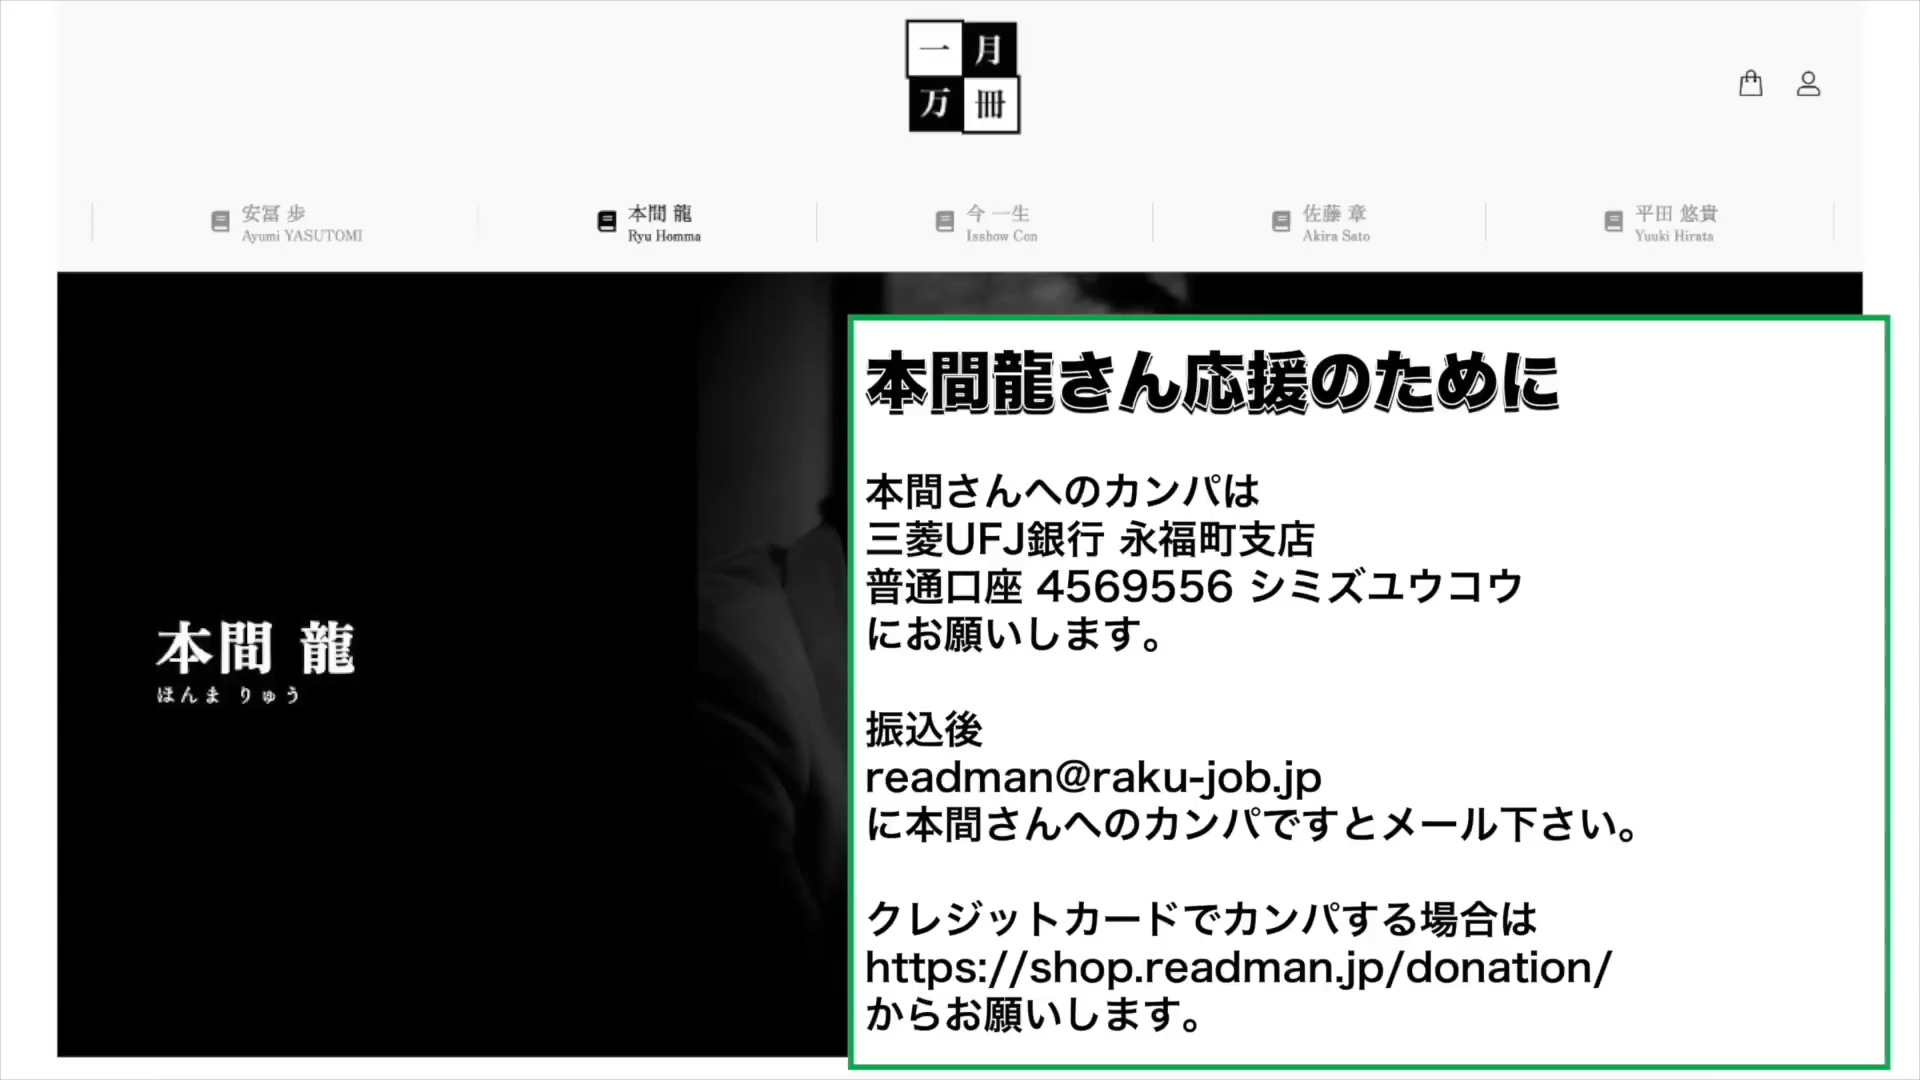 一月
万冊
安冨 歩
Ayumi YASUTOMI
本間 龍
Ryu Homma
今 一生
Isshow Con
佐藤 章
Akira Sato
平田 悠貴
Yuuki Hirata
本間 龍
ほんま りゅう
本間龍さん応援のために
本間さんへのカンパは
三菱UFJ銀行 永福町支店
普通口座 4569556 シミズユウコウ
にお願いします。
振込後
readman@raku-job.jp
に本間さんへのカンパですとメール下さい。
クレジットカードでカンパする場合は
https://shop.readman.jp/donation/
からお願いします。